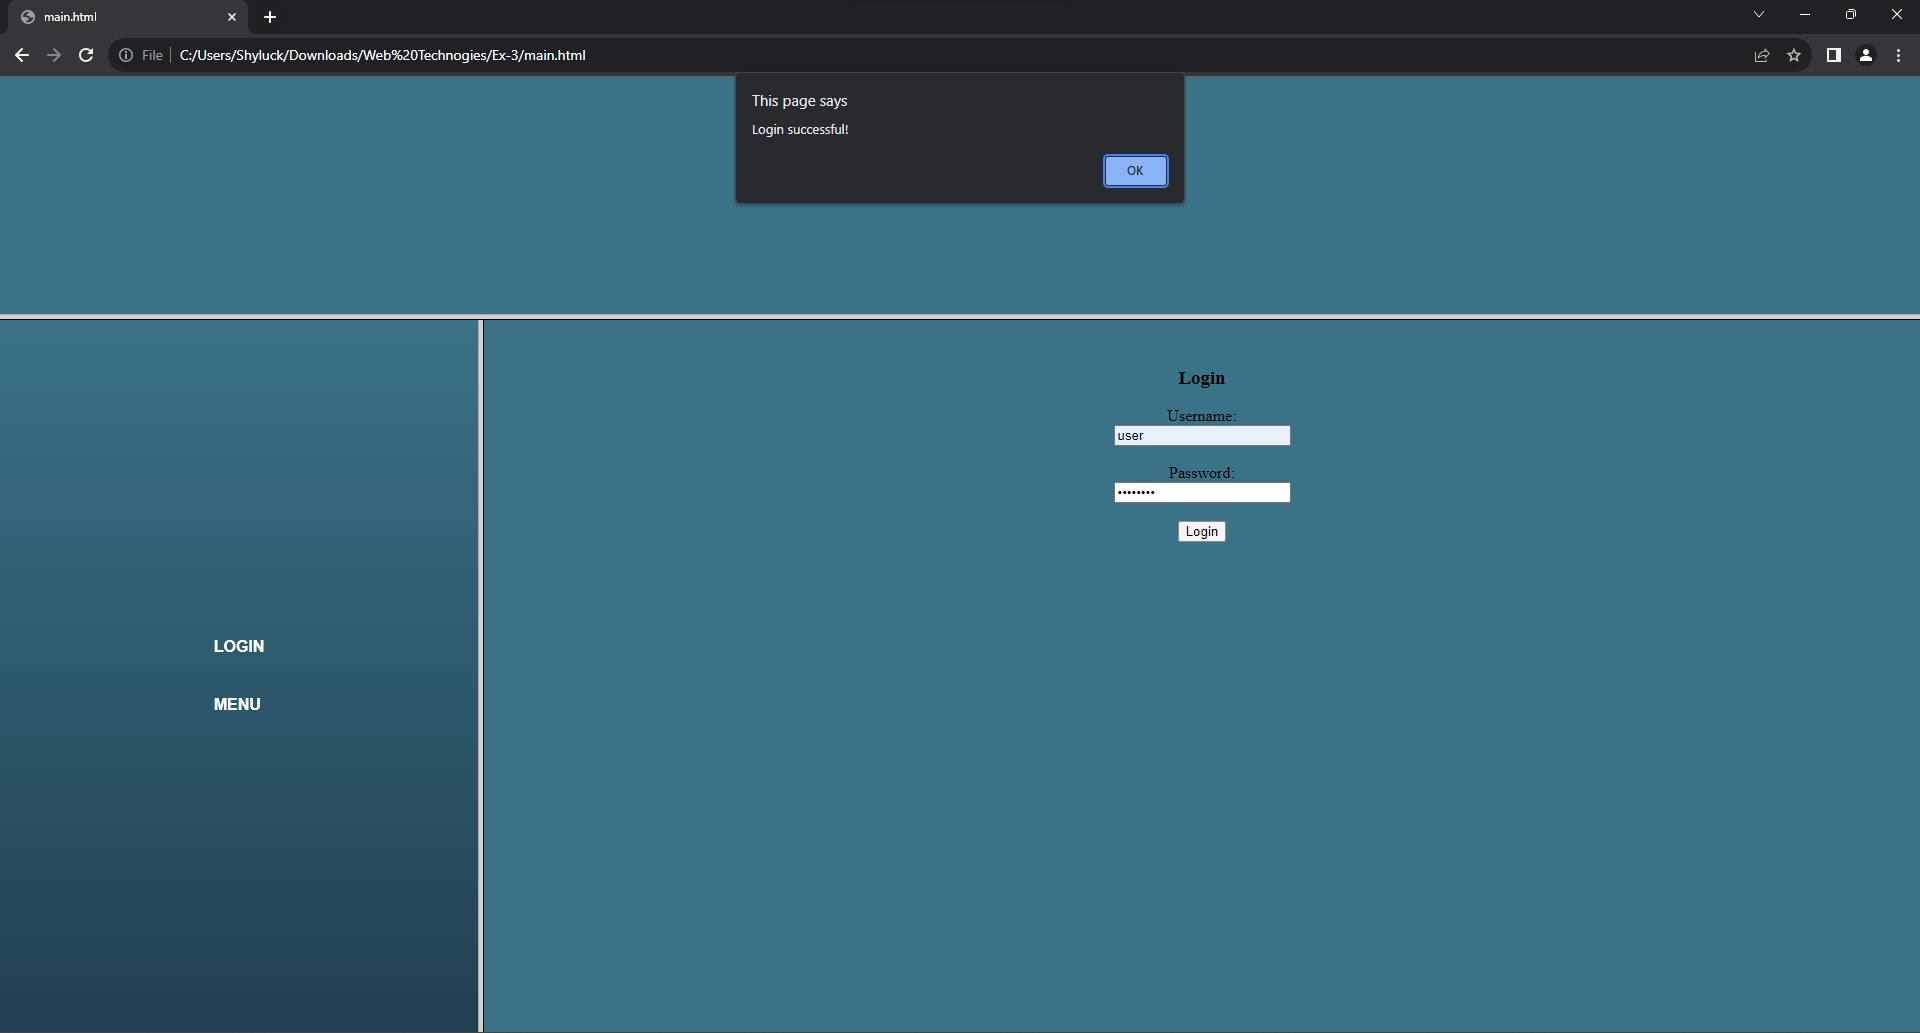 main.html
File
C:/Users/Shyluck/Downloads/Web%20Technogies/Ex-3/main.html
This page says
Login successful!
OK
Login
Username:
user
Password:
••••••••
Login
LOGIN
MENU